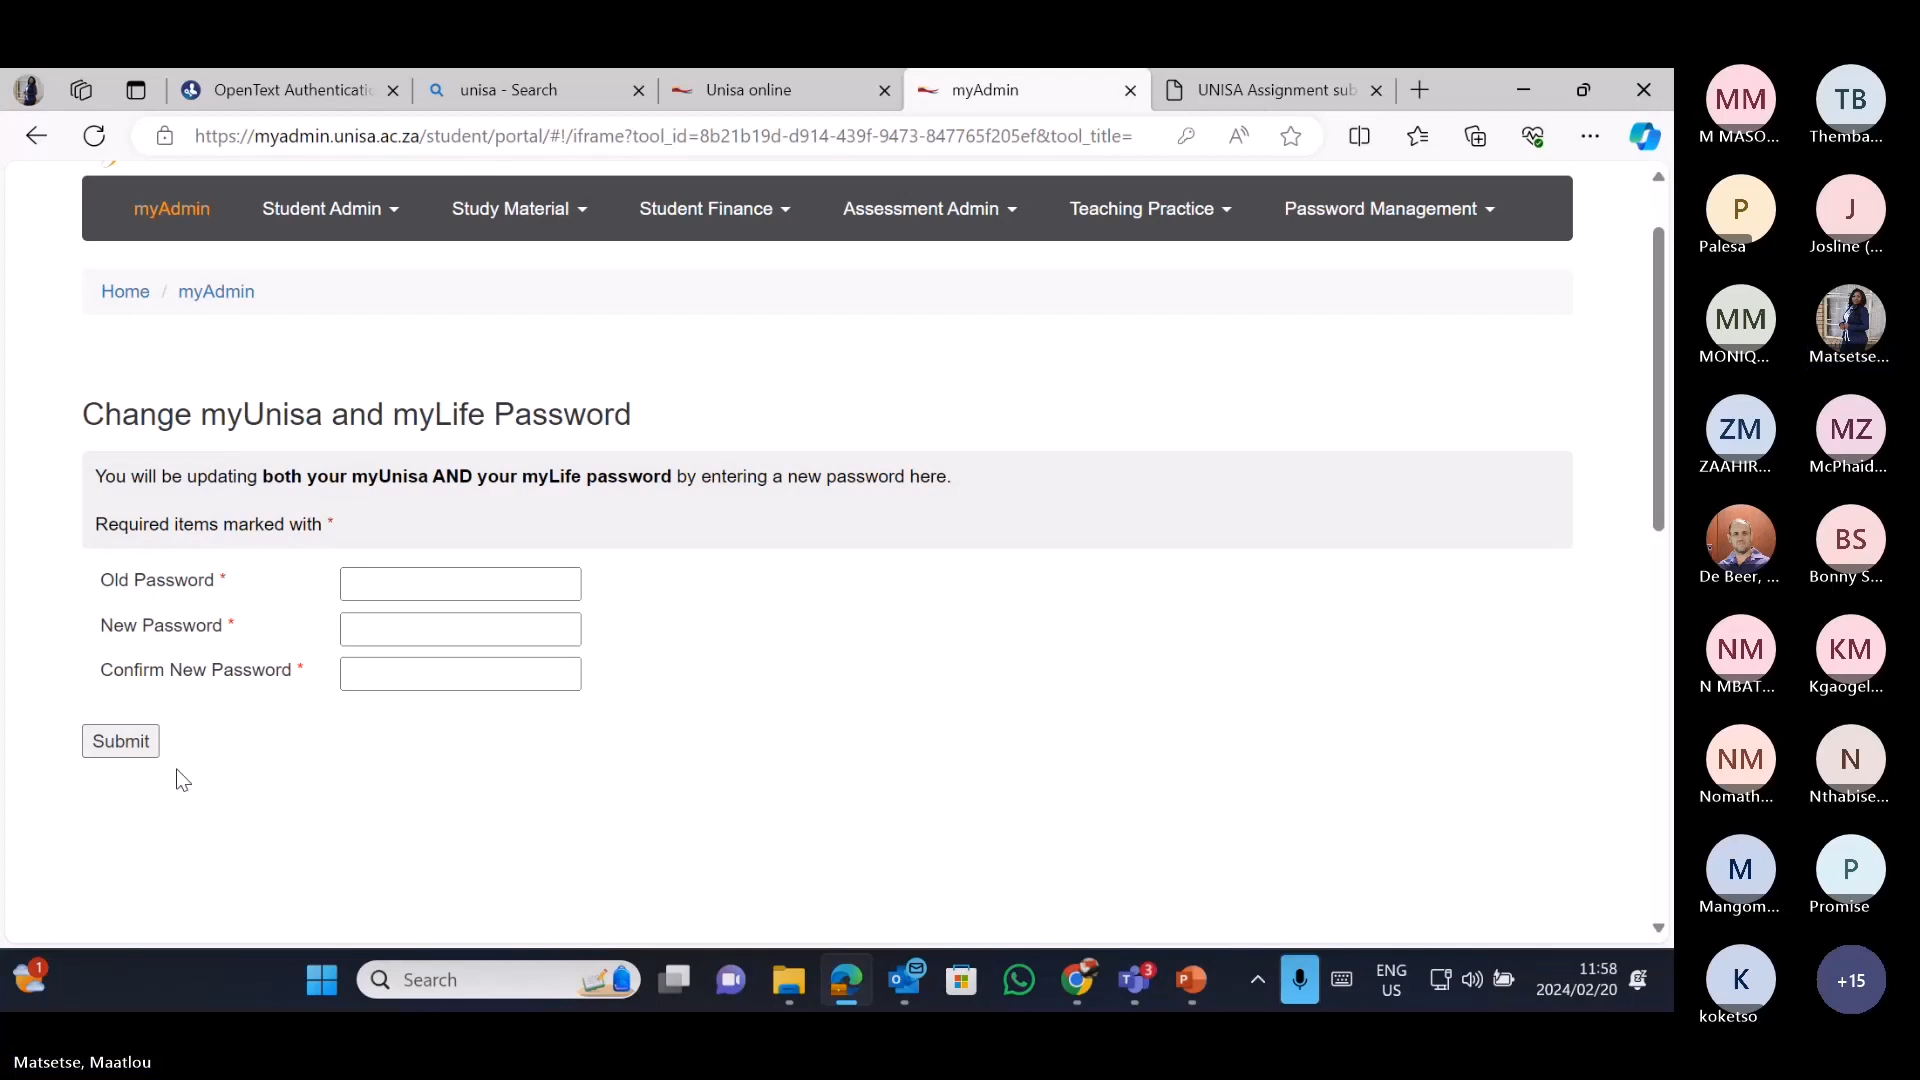 OpenText Authenticatic
unisa - Search
Unisa online
myAdmin
UNISA Assignment sub
https://myadmin.unisa.ac.za/student/portal/#!/iframe?tool_id=8b21b19d-d914-439f-9473-847765f205ef&tool_title=
myAdmin
Student Admin
Study Material
Student Finance
Assessment Admin
Teaching Practice
Password Management
Home / myAdmin
Change myUnisa and myLife Password
You will be updating both your myUnisa AND your myLife password by entering a new password here.
Required items marked with *
Old Password *
New Password *
Confirm New Password *
Submit
1
Search
3
ENG
US
11:58
2024/02/20
Matsetse, Maatlou
MM
M MASO...
TB
Themba...
P
Palesa
J
Josline (...
MM
MONIQ...
Matsetse...
ZM
ZAAHIR...
MZ
McPhaid...
De Beer, ...
BS
Bonny S...
NM
N MBAT...
KM
Kgaogel...
NM
Nomath...
N
Nthabise...
M
Mangom...
P
Promise
K
koketso
+15